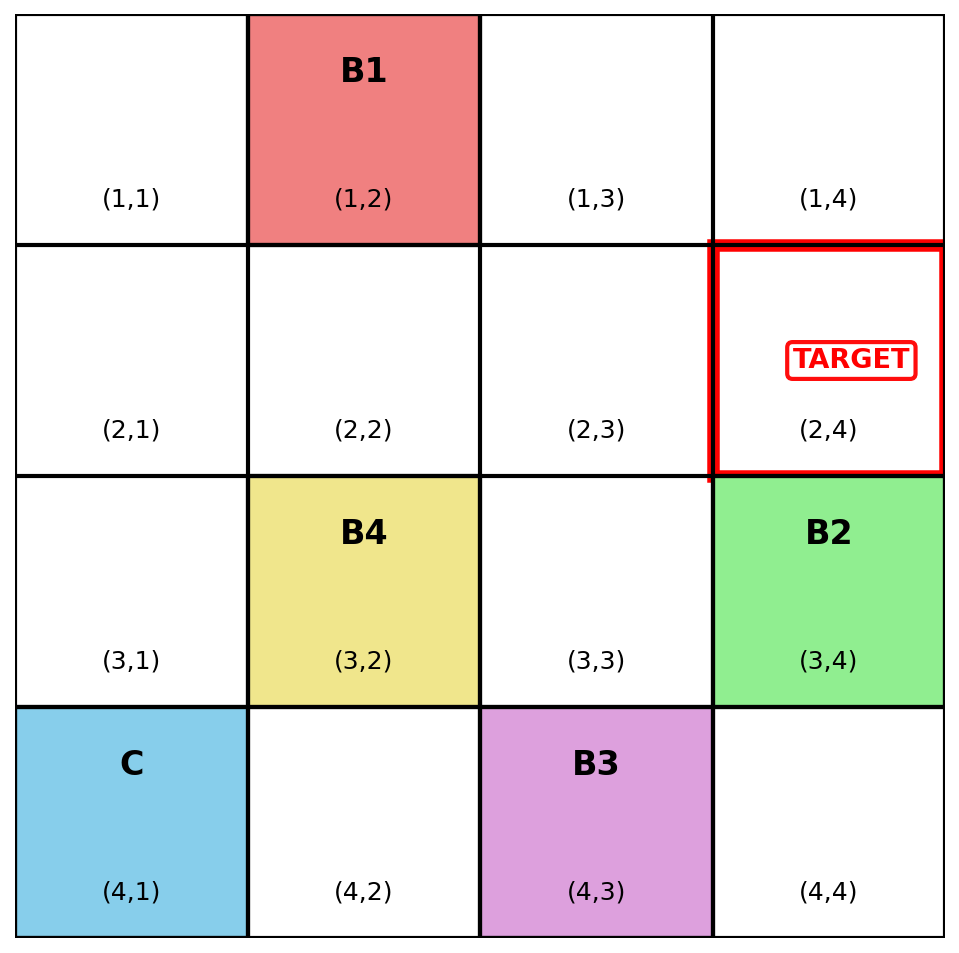 B1
(1,1) (1,2) (1,3) (1,4)
TARGET
(2,1) (2,2) (2,3) (2,4)
B4 B2
(3,1) (3,2) (3,3) (3,4)
C B3
(4,1) (4,2) (4,3) (4,4)